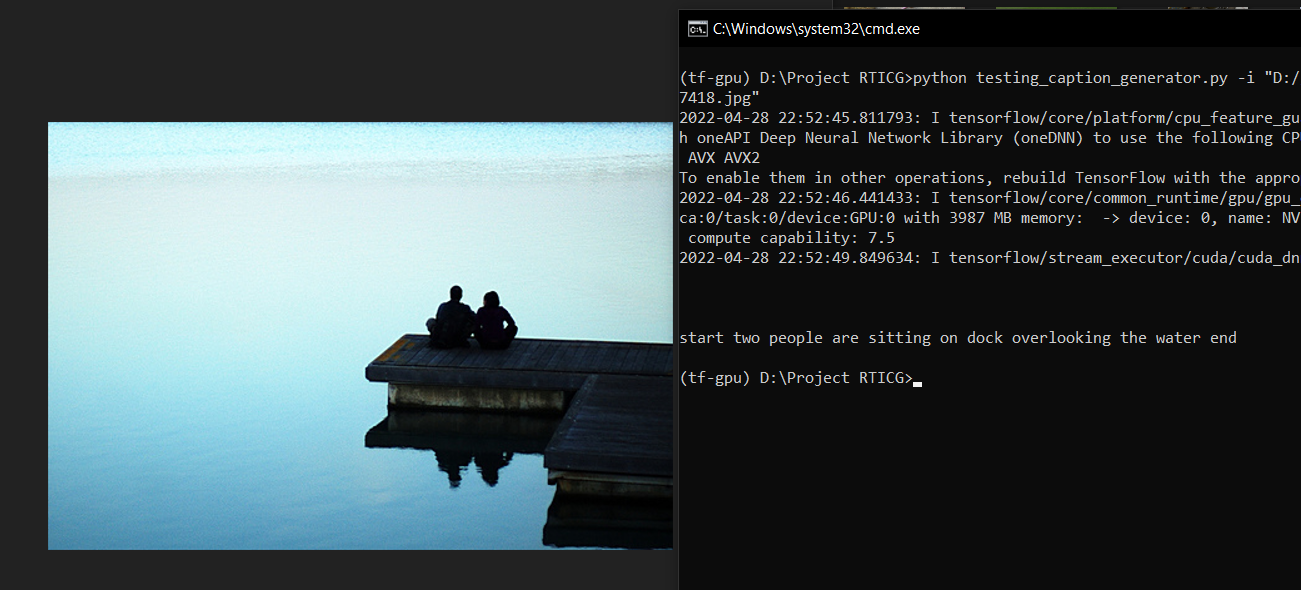 C:\Windows\system32\cmd.exe
(tf-gpu) D:\Project RTICG>python testing_caption_generator.py -i "D:/
7418.jpg"
2022-04-28 22:52:45.811793: I tensorflow/core/platform/cpu_feature_gu
h oneAPI Deep Neural Network Library (oneDNN) to use the following CP
AVX AVX2
To enable them in other operations, rebuild TensorFlow with the appro
2022-04-28 22:52:46.441433: I tensorflow/core/common_runtime/gpu/gpu_
ca:0/task:0/device:GPU:0 with 3987 MB memory:  -> device: 0, name: NV
compute capability: 7.5
2022-04-28 22:52:49.849634: I tensorflow/stream_executor/cuda/cuda_dn
start two people are sitting on dock overlooking the water end
(tf-gpu) D:\Project RTICG>